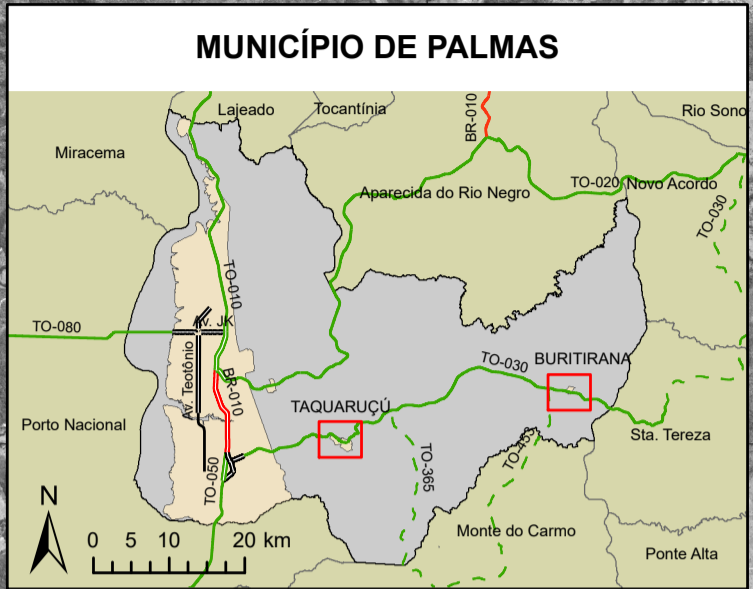 MUNICÍPIO DE PALMAS
Lajeado
Tocantínia
BR-010
Rio Sono
Miracema
TO-020
Novo Acordo
Aparecida do Rio Negro
TO-030
TO-010
TO-080
Av. JK
TO-030
BURITIRANA
Av. Teotônio
BR-010
TAQUARUÇÚ
Porto Nacional
Sta. Tereza
TO-050
TO-365
TO-455
N
Monte do Carmo
0 5 10 20 km
Ponte Alta